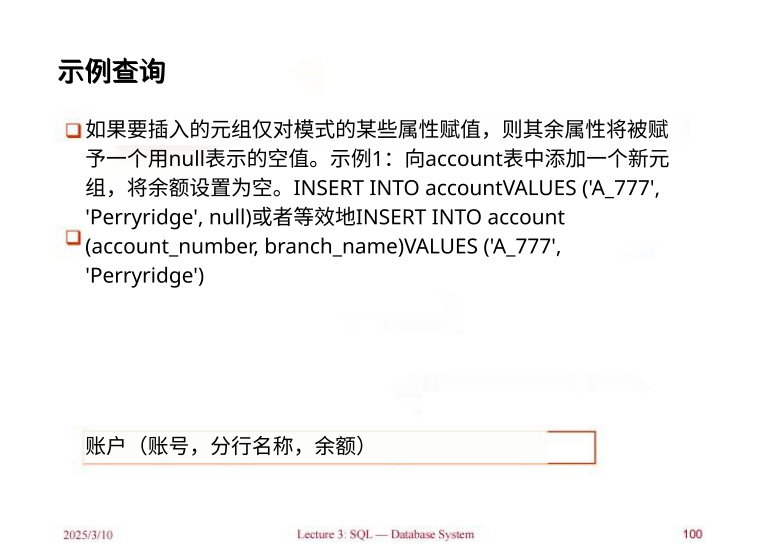 示例查询
如果要插入的元组仅对模式的某些属性赋值，则其余属性将被赋
予一个用null表示的空值。示例1：向account表中添加一个新元
组，将余额设置为空。INSERT INTO accountVALUES ('A_777',
'Perryridge', null)或者等效地INSERT INTO account
(account_number, branch_name)VALUES ('A_777',
'Perryridge')
账户（账号，分行名称，余额）
2025/3/10 Lecture 3: SQL — Database System 100